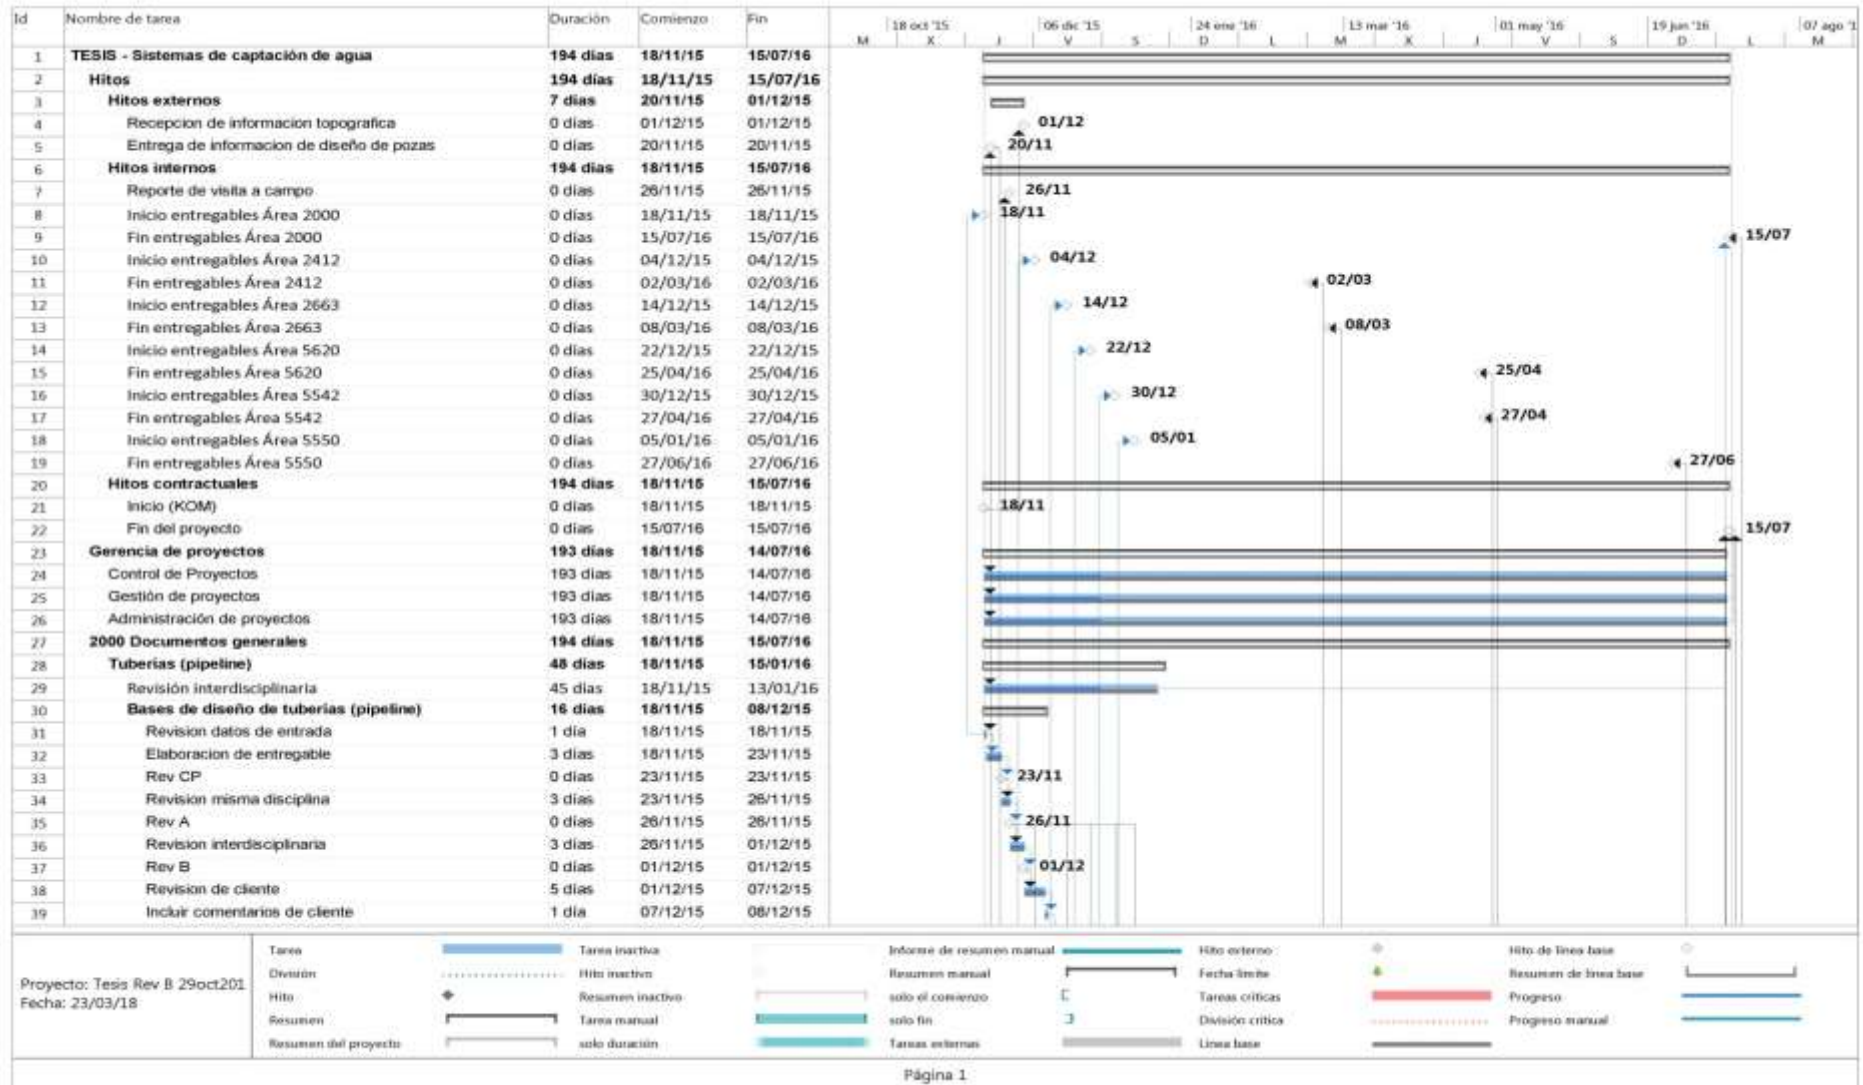 Id Nombre de tarea Duración Comienzo Fin 18 oct '15 06 dic '15 24 ene '16 13 mar '16 01 may '16 19 jun '16 07 ago '1
M X J V S D L M X J V S D L M
1 TESIS - Sistemas de captación de agua 194 días 18/11/15 15/07/16
2 Hitos 194 días 18/11/15 15/07/16
3 Hitos externos 7 días 20/11/15 01/12/15
4 Recepcion de informacion topografica 0 días 01/12/15 01/12/15 01/12
5 Entrega de informacion de diseño de pozas 0 días 20/11/15 20/11/15 20/11
6 Hitos internos 194 días 18/11/15 15/07/16
7 Reporte de visita a campo 0 días 26/11/15 26/11/15 26/11
8 Inicio entregables Área 2000 0 días 18/11/15 18/11/15 18/11
9 Fin entregables Área 2000 0 días 15/07/16 15/07/16 15/07
10 Inicio entregables Área 2412 0 días 04/12/15 04/12/15 04/12
11 Fin entregables Área 2412 0 días 02/03/16 02/03/16 02/03
12 Inicio entregables Área 2663 0 días 14/12/15 14/12/15 14/12
13 Fin entregables Área 2663 0 días 08/03/16 08/03/16 08/03
14 Inicio entregables Área 5620 0 días 22/12/15 22/12/15 22/12
15 Fin entregables Área 5620 0 días 25/04/16 25/04/16 25/04
16 Inicio entregables Área 5542 0 días 30/12/15 30/12/15 30/12
17 Fin entregables Área 5542 0 días 27/04/16 27/04/16 27/04
18 Inicio entregables Área 5550 0 días 05/01/16 05/01/16 05/01
19 Fin entregables Área 5550 0 días 27/06/16 27/06/16 27/06
20 Hitos contractuales 194 días 18/11/15 15/07/16
21 Inicio (KOM) 0 días 18/11/15 18/11/15 18/11
22 Fin del proyecto 0 días 15/07/16 15/07/16 15/07
23 Gerencia de proyectos 193 días 18/11/15 14/07/16
24 Control de Proyectos 193 días 18/11/15 14/07/16
25 Gestión de proyectos 193 días 18/11/15 14/07/16
26 Administración de proyectos 193 días 18/11/15 14/07/16
27 2000 Documentos generales 194 días 18/11/15 15/07/16
28 Tuberías (pipeline) 48 días 18/11/15 15/01/16
29 Revisión interdisciplinaria 45 días 18/11/15 13/01/16
30 Bases de diseño de tuberías (pipeline) 16 días 18/11/15 08/12/15
31 Revision datos de entrada 1 día 18/11/15 18/11/15
32 Elaboracion de entregable 3 días 18/11/15 23/11/15
33 Rev CP 0 días 23/11/15 23/11/15 23/11
34 Revision misma disciplina 3 días 23/11/15 26/11/15
35 Rev A 0 días 26/11/15 26/11/15 26/11
36 Revision interdisciplinaria 3 días 26/11/15 01/12/15
37 Rev B 0 días 01/12/15 01/12/15 01/12
38 Revision de cliente 5 días 01/12/15 07/12/15
39 Incluir comentarios de cliente 1 día 07/12/15 08/12/15
Proyecto: Tesis Rev B 29oct201
Fecha: 23/03/18
Tarea Tarea inactiva Informe de resumen manual Hito externo Hito de línea base
División Hito inactivo Resumen manual Fecha límite Resumen de línea base
Hito Resumen inactivo solo el comienzo Tareas críticas Progreso
Resumen Tarea manual solo fin División crítica Progreso manual
Resumen del proyecto solo duración Tareas externas Línea base
Página 1